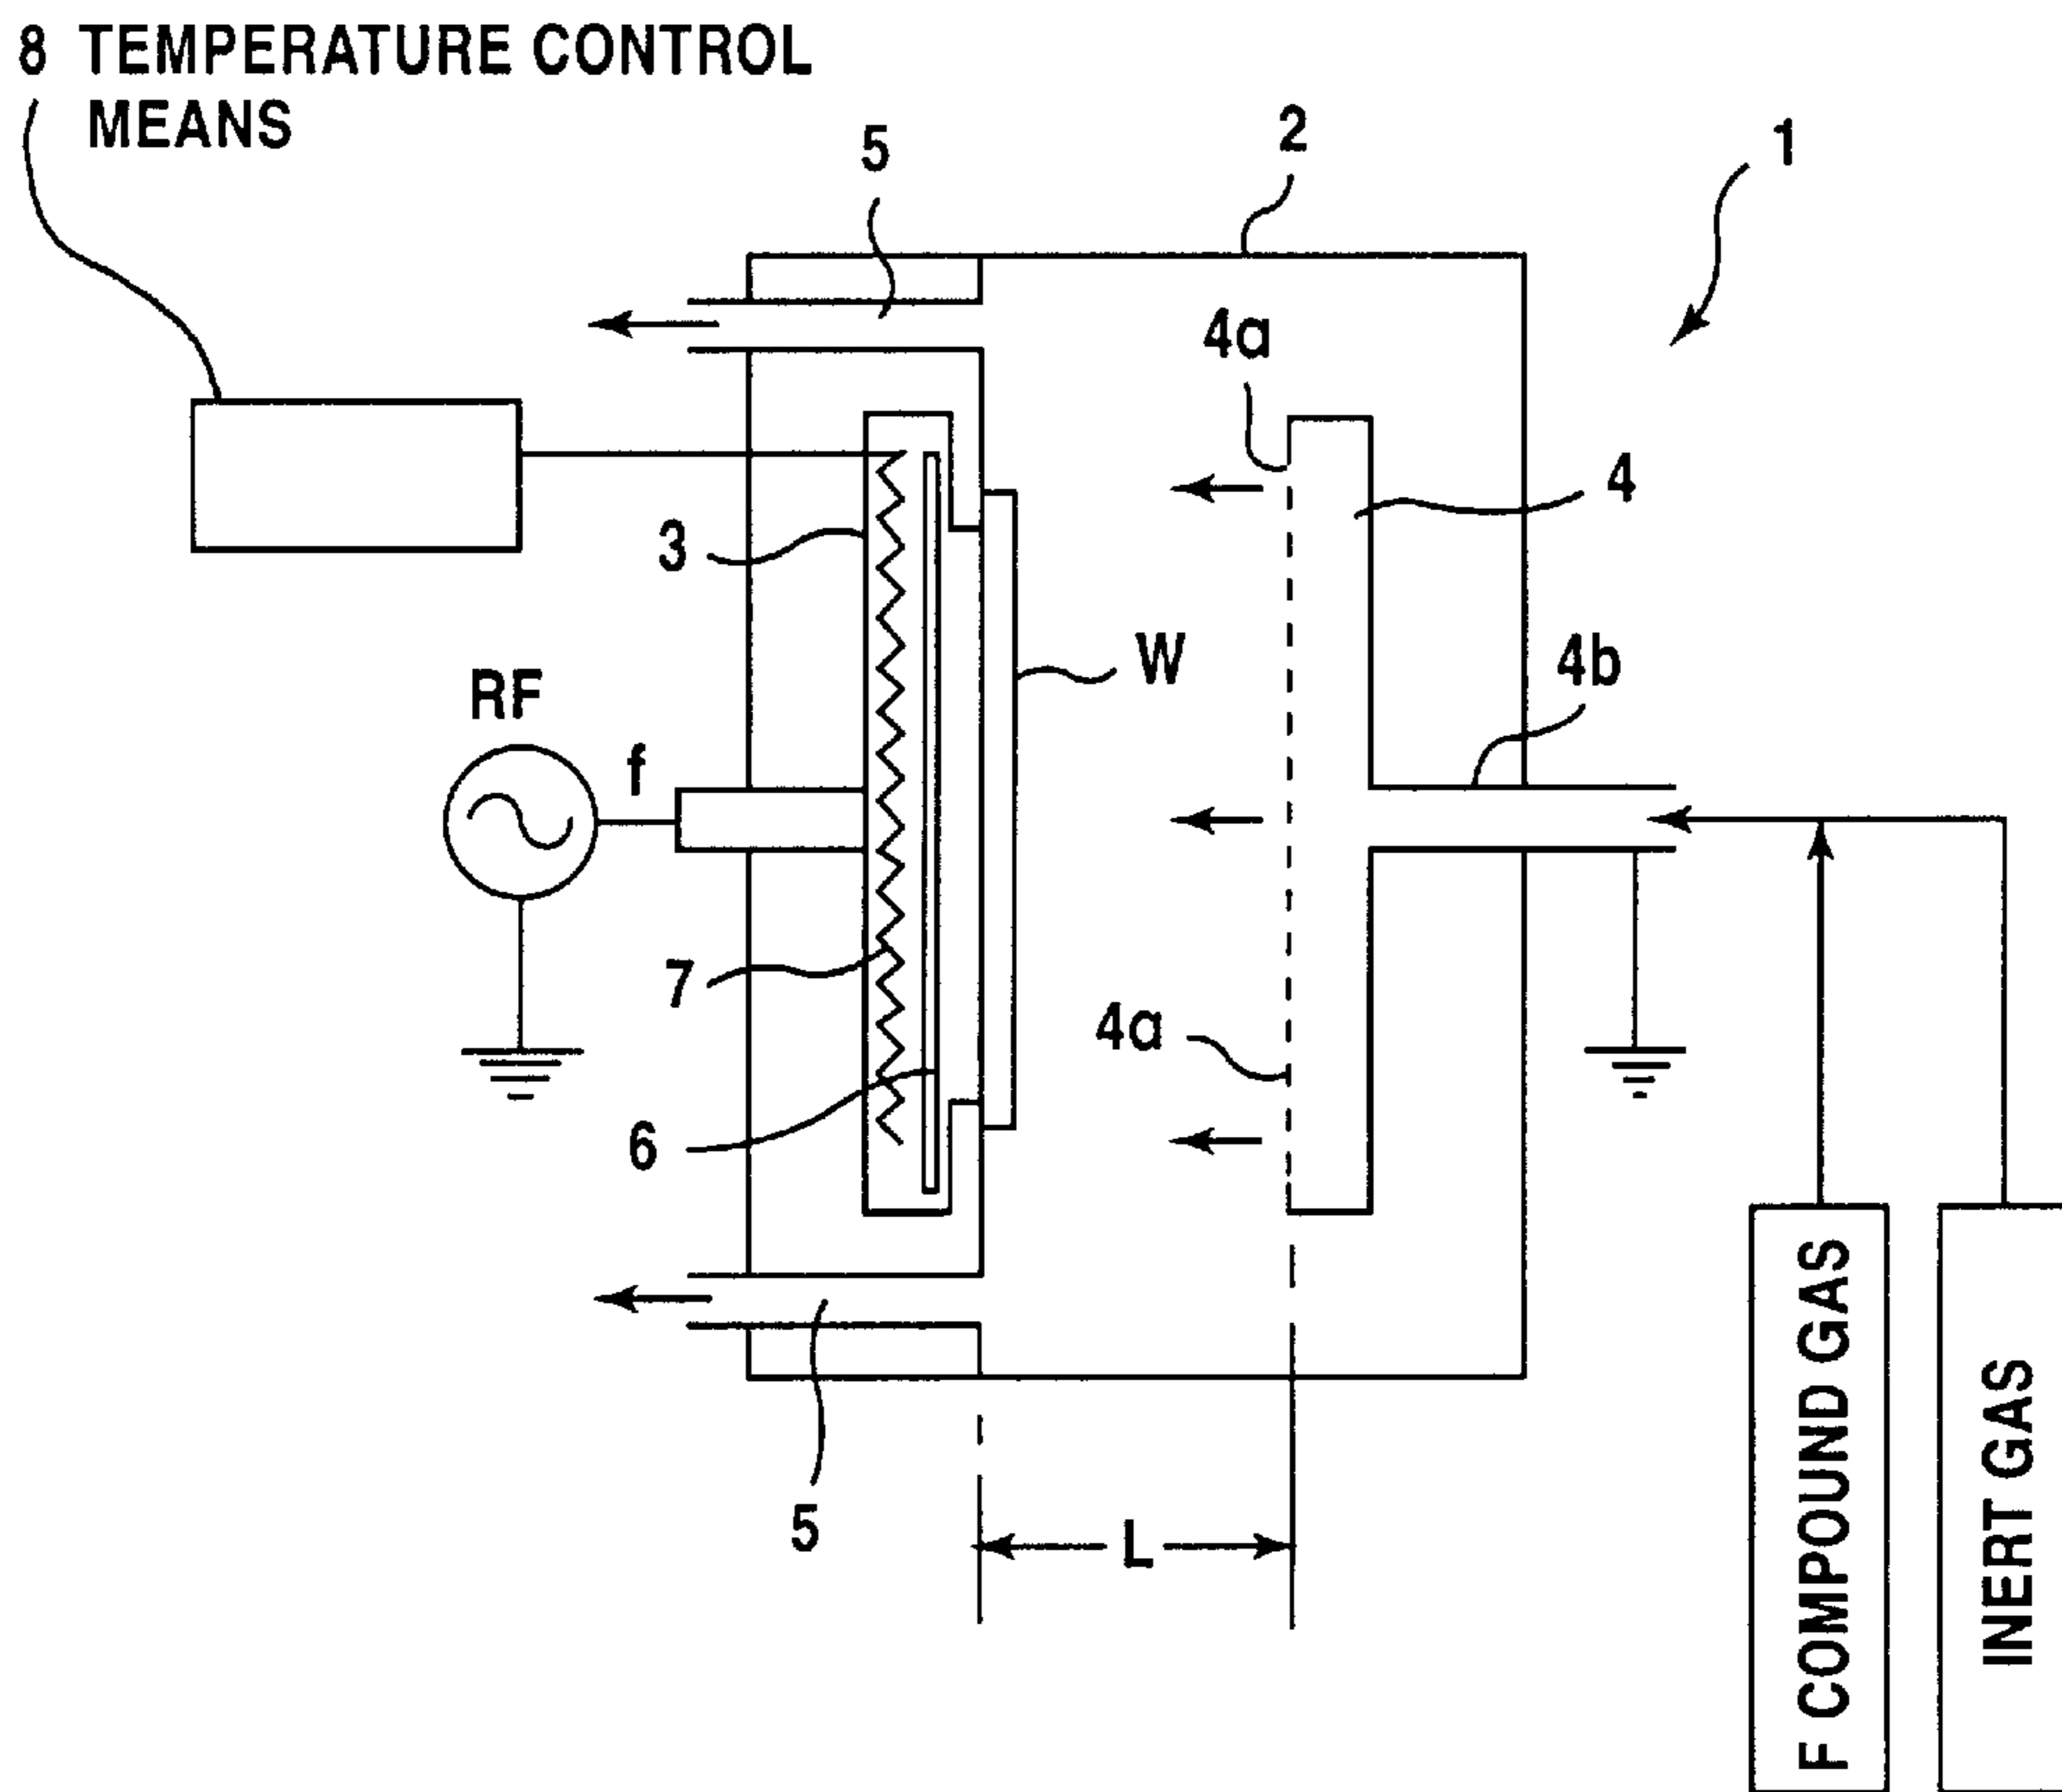 8 TEMPERATURE CONTROL
MEANS
5
2
1
4a
4
3
W
4b
RF
f
7
4a
6
5
L
F COMPOUND GAS
INERT GAS